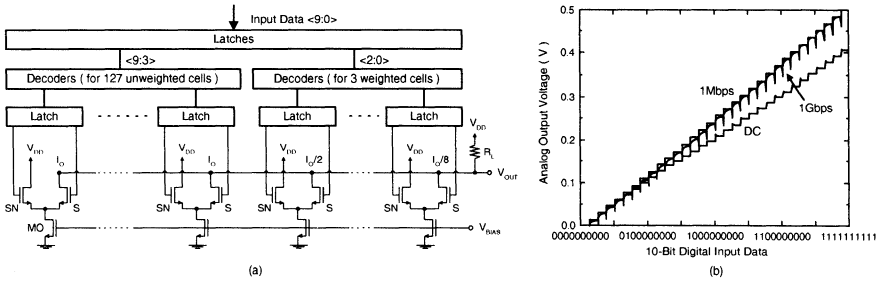 (a)
Input Data <9:0>
Latches
<9:3>
<2:0>
Decoders ( for 127 unweighted cells )
Decoders ( for 3 weighted cells )
Latch
Latch
Latch
Latch
V_DD
R_L
V_DD
I_O
V_DD
I_O
V_DD
I_O/2
V_DD
I_O/8
V_OUT
SN
S
SN
S
SN
S
SN
S
MO
V_BIAS
(a)
Analog Output Voltage ( V )
0.5
0.4
0.3
0.2
0.1
0.0
1Mbps
1Gbps
DC
0000000000
0100000000
1000000000
1100000000
1111111111
10-Bit Digital Input Data
(b)